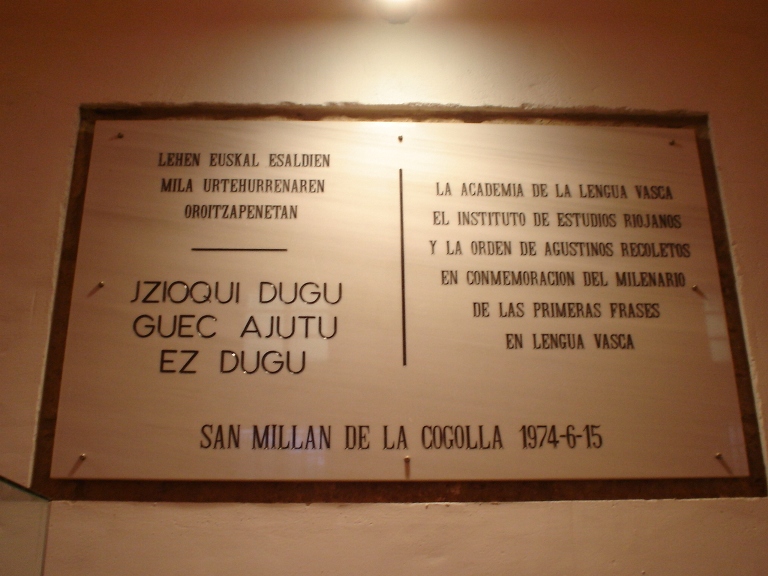 LEHEN EUSKAL ESALDIEN
MILA URTEHURRENAREN
OROITZAPENETAN
JZIOQUI DUGU
GUEC AJUTU
EZ DUGU
LA ACADEMIA DE LA LENGUA VASCA
EL INSTITUTO DE ESTUDIOS RIOJANOS
Y LA ORDEN DE AGUSTINOS RECOLETOS
EN CONMEMORACION DEL MILENARIO
DE LAS PRIMERAS FRASES
EN LENGUA VASCA
SAN MILLAN DE LA COGOLLA 1974-6-15